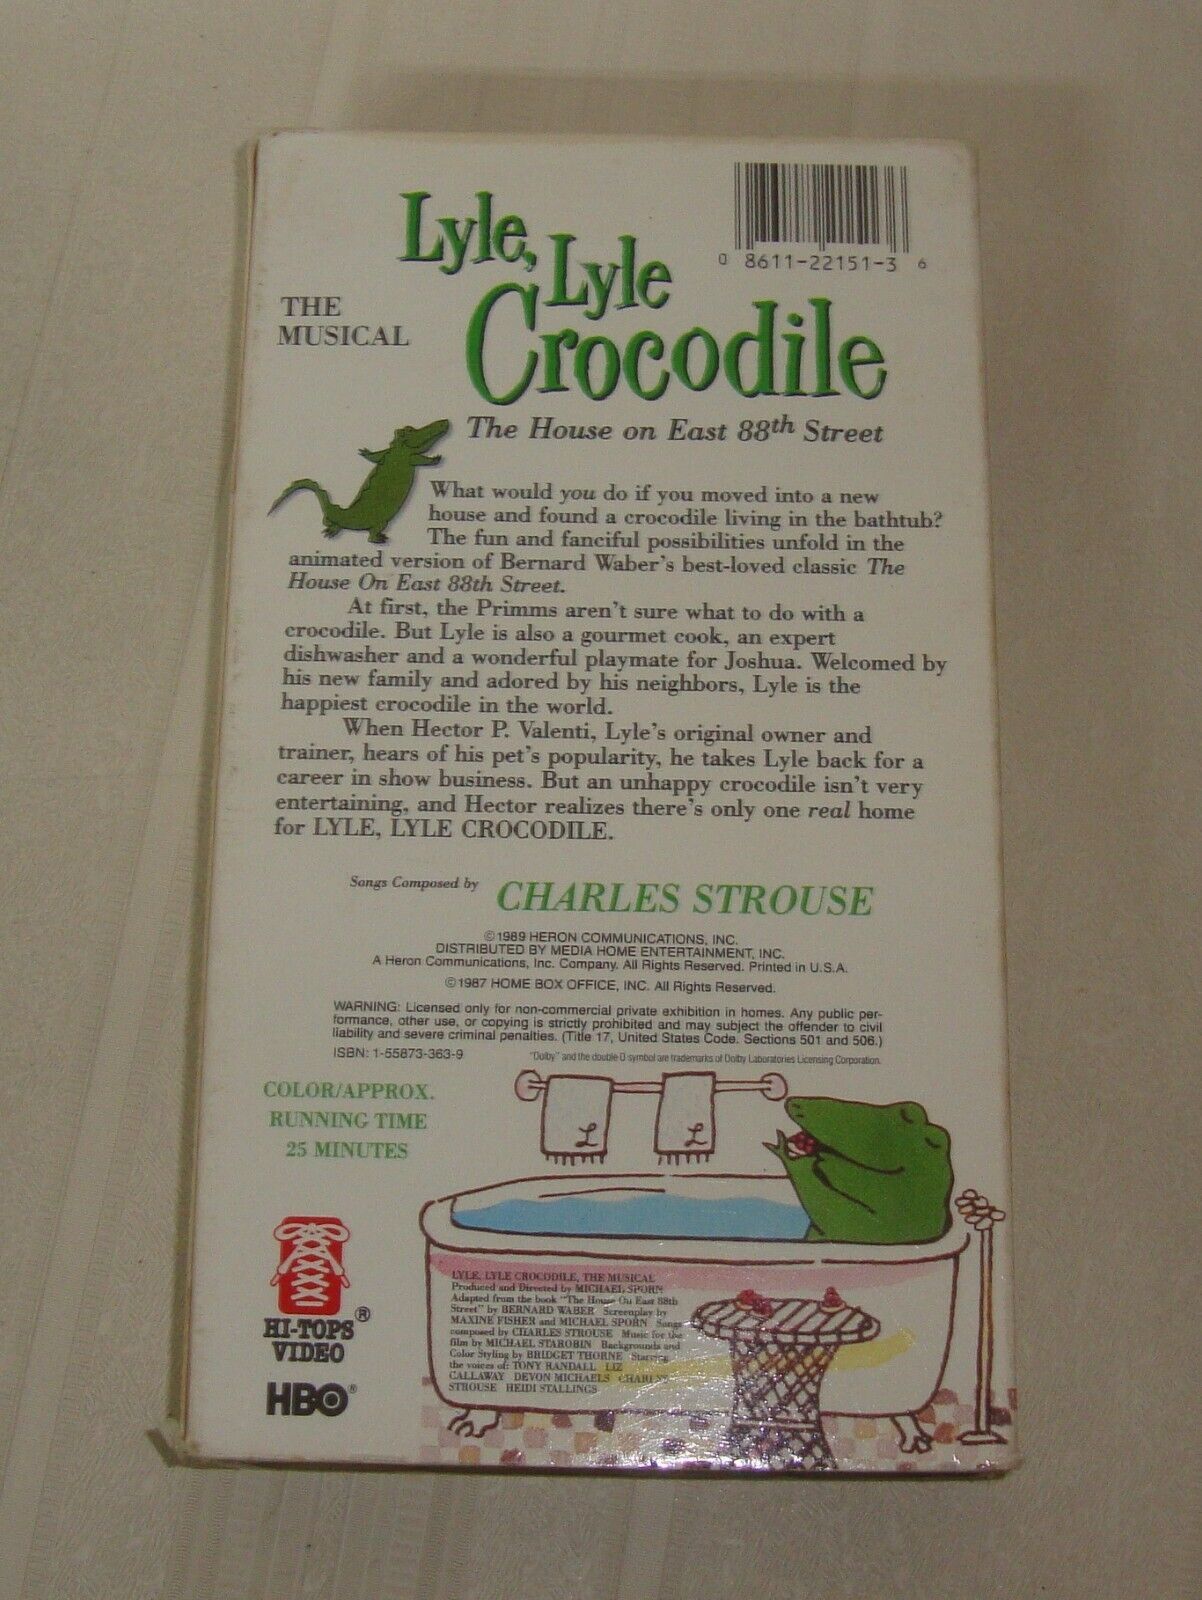 Lyle, Lyle
Crocodile
0 8611-22151-3 6
THE
MUSICAL
The House on East 88th Street
What would you do if you moved into a new
house and found a crocodile living in the bathtub?
The fun and fanciful possibilities unfold in the
animated version of Bernard Waber's best-loved classic The
House On East 88th Street.
At first, the Primms aren't sure what to do with a
crocodile. But Lyle is also a gourmet cook, an expert
dishwasher and a wonderful playmate for Joshua. Welcomed by
his new family and adored by his neighbors, Lyle is the
happiest crocodile in the world.
When Hector P. Valenti, Lyle's original owner and
trainer, hears of his pet's popularity, he takes Lyle back for a
career in show business. But an unhappy crocodile isn't very
entertaining, and Hector realizes there's only one real home
for LYLE, LYLE CROCODILE.
Songs Composed by CHARLES STROUSE
©1989 HERON COMMUNICATIONS, INC.
DISTRIBUTED BY MEDIA HOME ENTERTAINMENT, INC.
A Heron Communications, Inc. Company. All Rights Reserved. Printed in U.S.A.
©1987 HOME BOX OFFICE, INC. All Rights Reserved.
WARNING: Licensed only for non-commercial private exhibition in homes. Any public per-
formance, other use, or copying is strictly prohibited and may subject the offender to civil
liability and severe criminal penalties. (Title 17, United States Code. Sections 501 and 506.)
ISBN: 1-55873-363-9 "Dolby" and the double D symbol are trademarks of Dolby Laboratories Licensing Corporation.
COLOR/APPROX.
RUNNING TIME
25 MINUTES
L L
LYLE, LYLE CROCODILE, THE MUSICAL
Produced and Directed by MICHAEL SPORN
Adapted from the book "The House On East 88th
Street" by BERNARD WABER Screenplay by
MAXINE FISHER and MICHAEL SPORN Songs
composed by CHARLES STROUSE Music for the
film by MICHAEL STAROBIN Backgrounds and
Color Styling by BRIDGET THORNE Starring
the voices of: TONY RANDALL LIZ
CALLAWAY DEVON MICHAELS CHARLES
STROUSE HEIDI STALLINGS
HI-TOPS®
VIDEO
HBO®